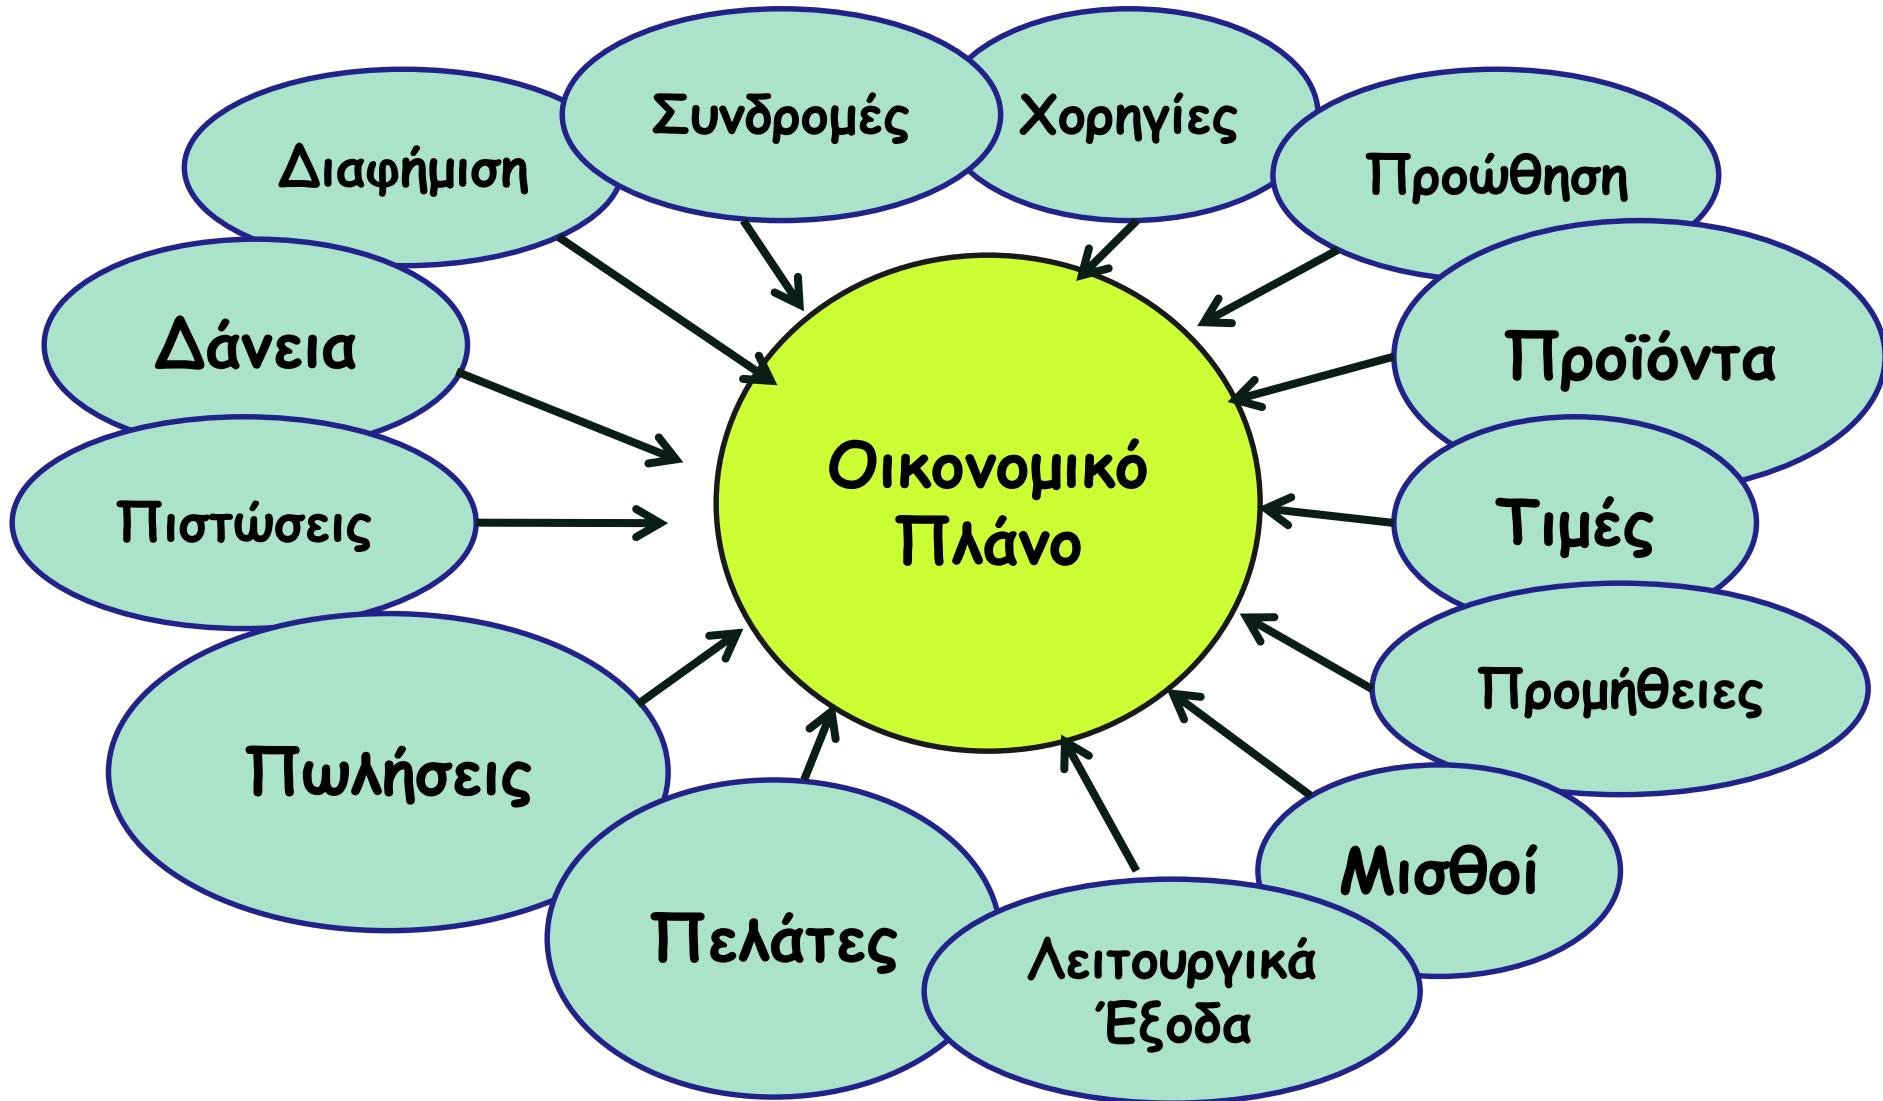 Συνδρομές
Χορηγίες
Διαφήμιση
Προώθηση
Δάνεια
Προϊόντα
Οικονομικό
Πλάνο
Πιστώσεις
Τιμές
Προμήθειες
Πωλήσεις
Μισθοί
Πελάτες
Λειτουργικά
Έξοδα